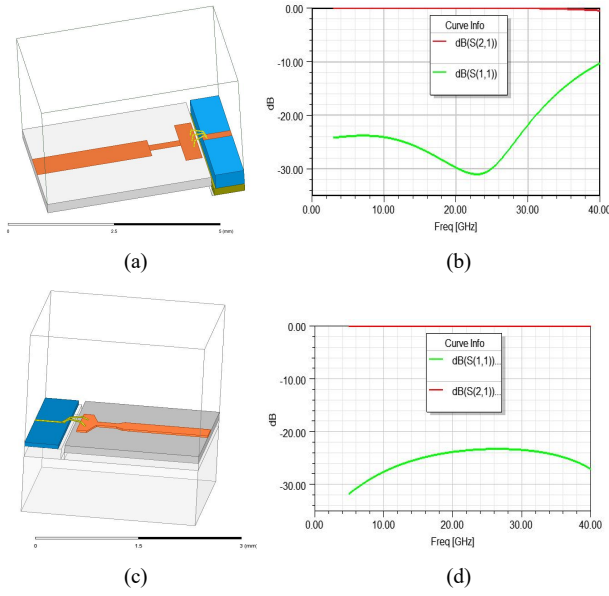 0
2.5
5 (mm)
(a)
0.00
-10.00
-20.00
-30.00
dB
Curve Info
dB(S(2,1))
dB(S(1,1))
0.00
10.00
20.00
30.00
40.00
Freq [GHz]
(b)
0
1.5
3 (mm)
(c)
0.00
-10.00
-20.00
-30.00
dB
Curve Info
dB(S(1,1))...
dB(S(2,1))...
0.00
10.00
20.00
30.00
40.00
Freq [GHz]
(d)